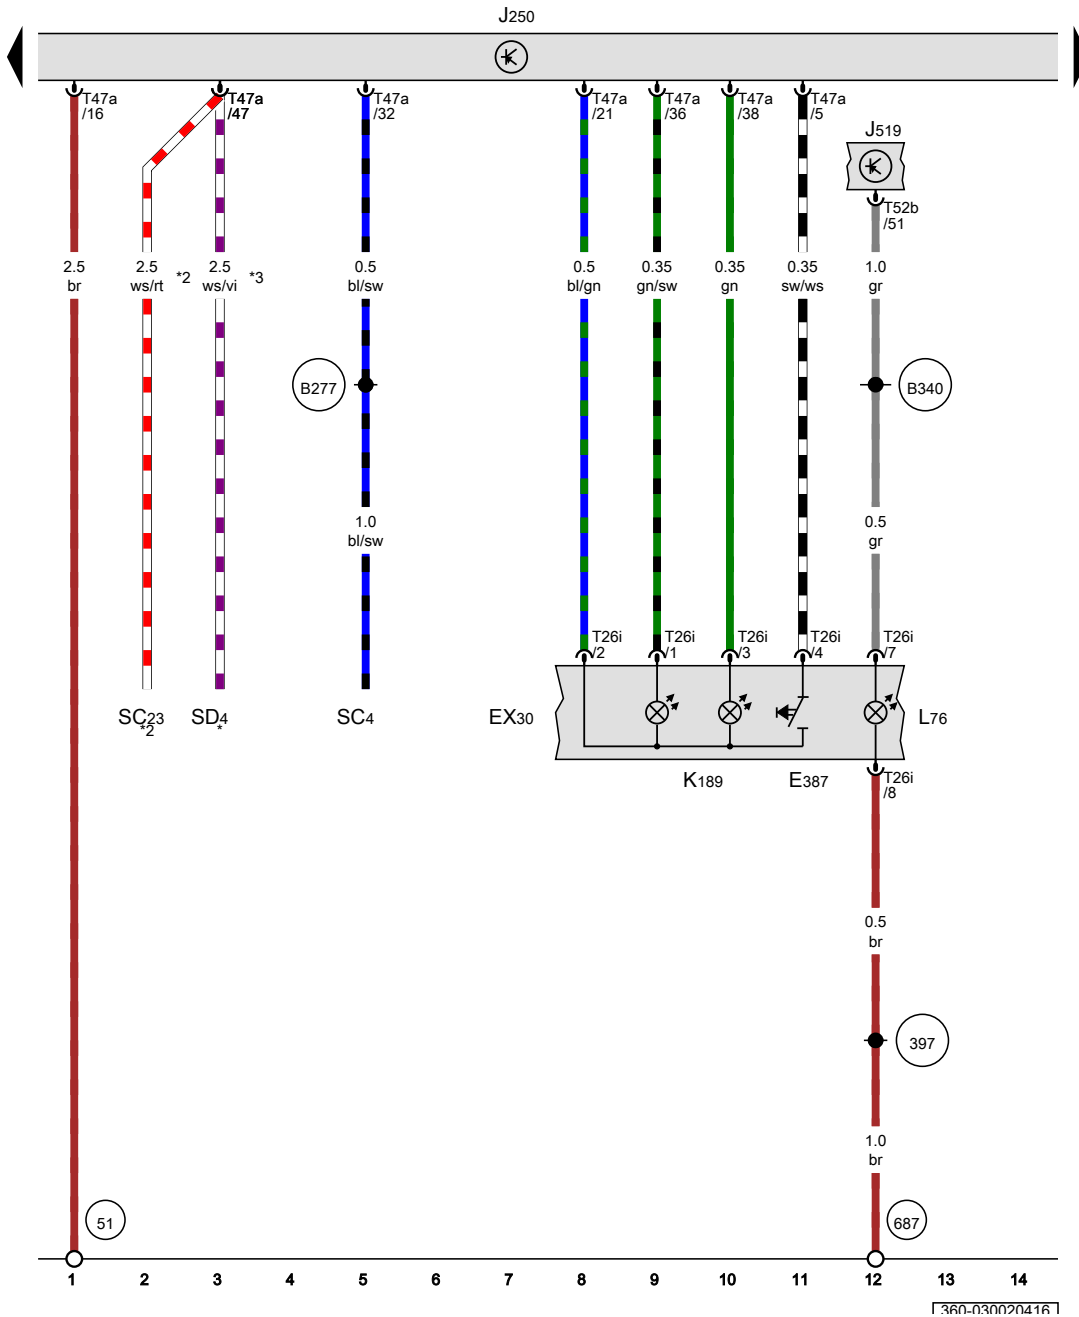 J250
T47a
/16
T47a
/47
T47a
/32
T47a
/21
T47a
/36
T47a
/38
T47a
/5
J519
T52b
/51
2.5
br
2.5
ws/rt
*2
2.5
ws/vi
*3
0.5
bl/sw
0.5
bl/gn
0.35
gn/sw
0.35
gn
0.35
sw/ws
1.0
gr
B277
B340
1.0
bl/sw
0.5
gr
T26i
/2
T26i
/1
T26i
/3
T26i
/4
T26i
/7
SC23
*2
SD4
*
SC4
EX30
L76
K189
E387
T26i
/8
0.5
br
397
1.0
br
51
687
1 2 3 4 5 6 7 8 9 10 11 12 13 14
360-030020416